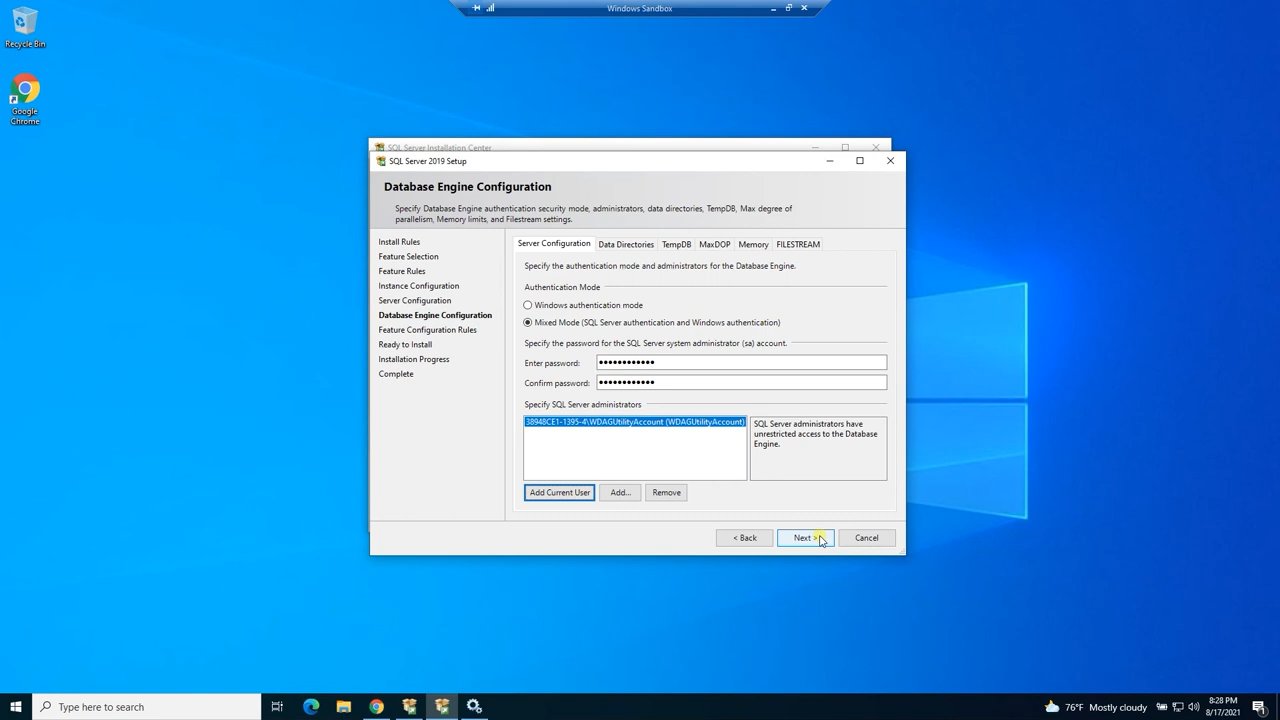 Windows Sandbox
Recycle Bin
Google
Chrome
SQL Server Installation Center
SQL Server 2019 Setup
Database Engine Configuration
Specify Database Engine authentication security mode, administrators, data directories, TempDB, Max degree of
parallelism, Memory limits, and Filestream settings.
Install Rules
Feature Selection
Feature Rules
Instance Configuration
Server Configuration
Database Engine Configuration
Feature Configuration Rules
Ready to Install
Installation Progress
Complete
Server Configuration Data Directories TempDB MaxDOP Memory FILESTREAM
Specify the authentication mode and administrators for the Database Engine.
Authentication Mode
Windows authentication mode
Mixed Mode (SQL Server authentication and Windows authentication)
Specify the password for the SQL Server system administrator (sa) account.
Enter password: ••••••••••••
Confirm password: ••••••••••••
Specify SQL Server administrators
38948CE1-1395-4\WDAGUtilityAccount (WDAGUtilityAccount)
SQL Server administrators have
unrestricted access to the Database
Engine.
Add Current User Add... Remove
< Back Next > Cancel
Type here to search
76°F Mostly cloudy
8:28 PM
8/17/2021
1